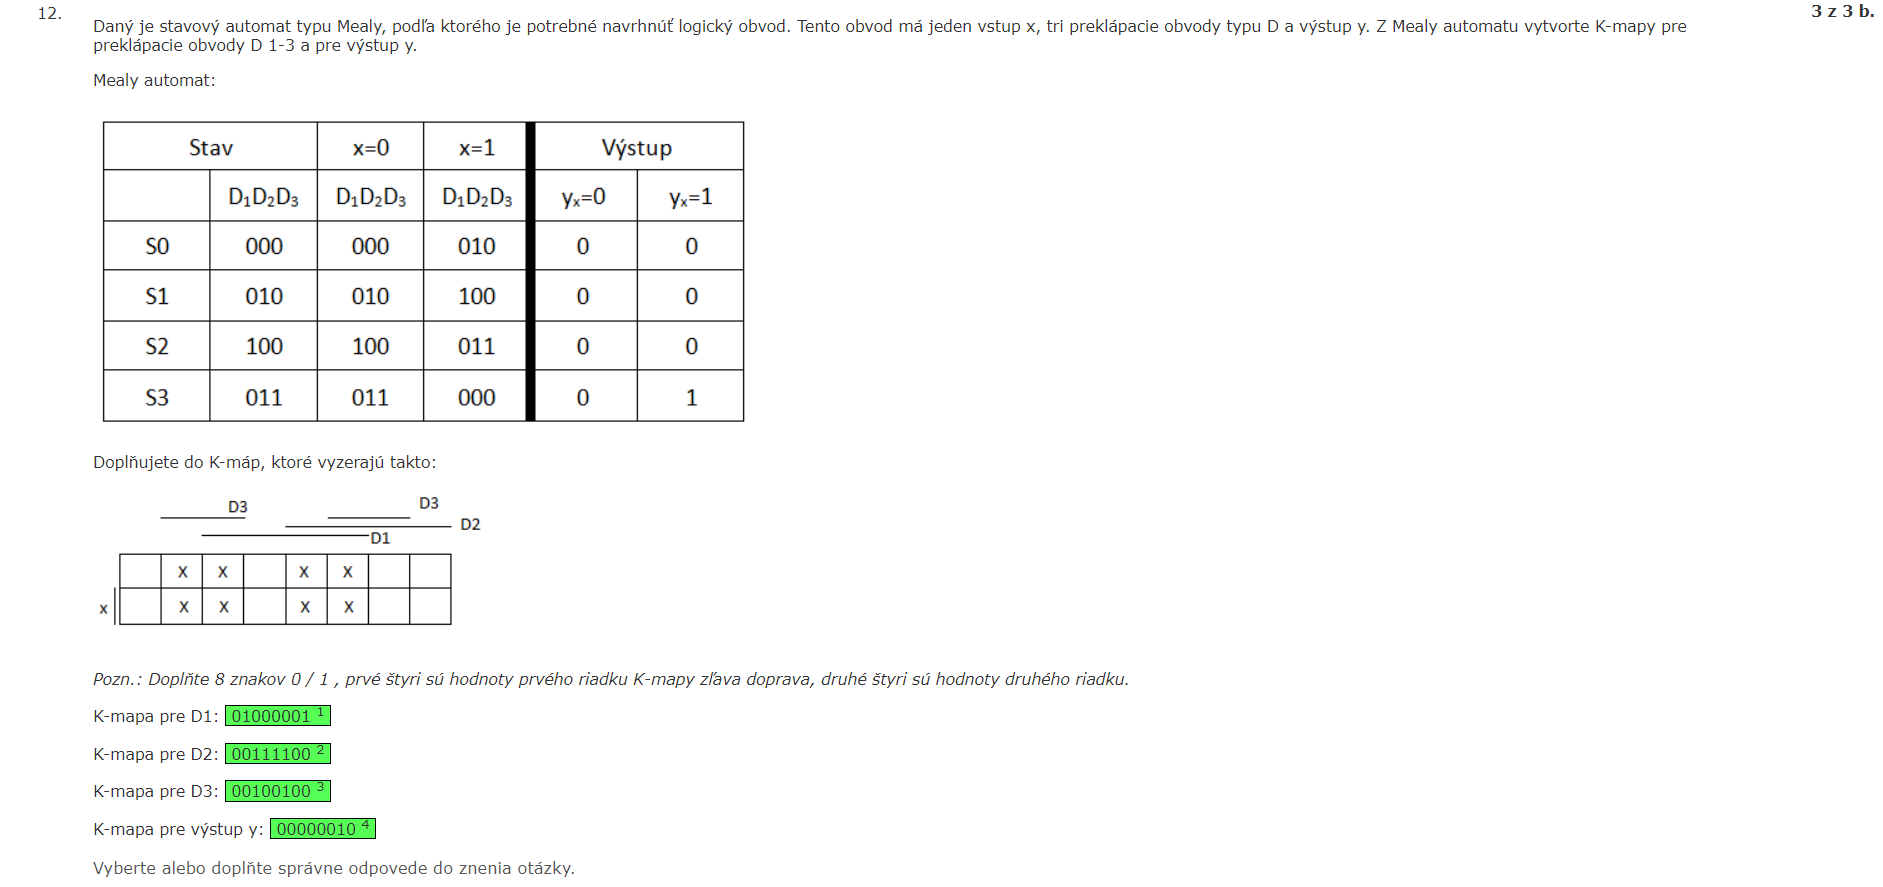 12.
3 z 3 b.
Daný je stavový automat typu Mealy, podľa ktorého je potrebné navrhnúť logický obvod. Tento obvod má jeden vstup x, tri preklápacie obvody typu D a výstup y. Z Mealy automatu vytvorte K-mapy pre
preklápacie obvody D 1-3 a pre výstup y.
Mealy automat:
Stav x=0 x=1 Výstup
D₁D₂D₃ D₁D₂D₃ D₁D₂D₃ yₓ=0 yₓ=1
S0 000 000 010 0 0
S1 010 010 100 0 0
S2 100 100 011 0 0
S3 011 011 000 0 1
Doplňujete do K-máp, ktoré vyzerajú takto:
D3 D3
D2
D1
x x x x
x x x x x
Pozn.: Doplňte 8 znakov 0 / 1 , prvé štyri sú hodnoty prvého riadku K-mapy zľava doprava, druhé štyri sú hodnoty druhého riadku.
K-mapa pre D1: 01000001 ¹
K-mapa pre D2: 00111100 ²
K-mapa pre D3: 00100100 ³
K-mapa pre výstup y: 00000010 ⁴
Vyberte alebo doplňte správne odpovede do znenia otázky.